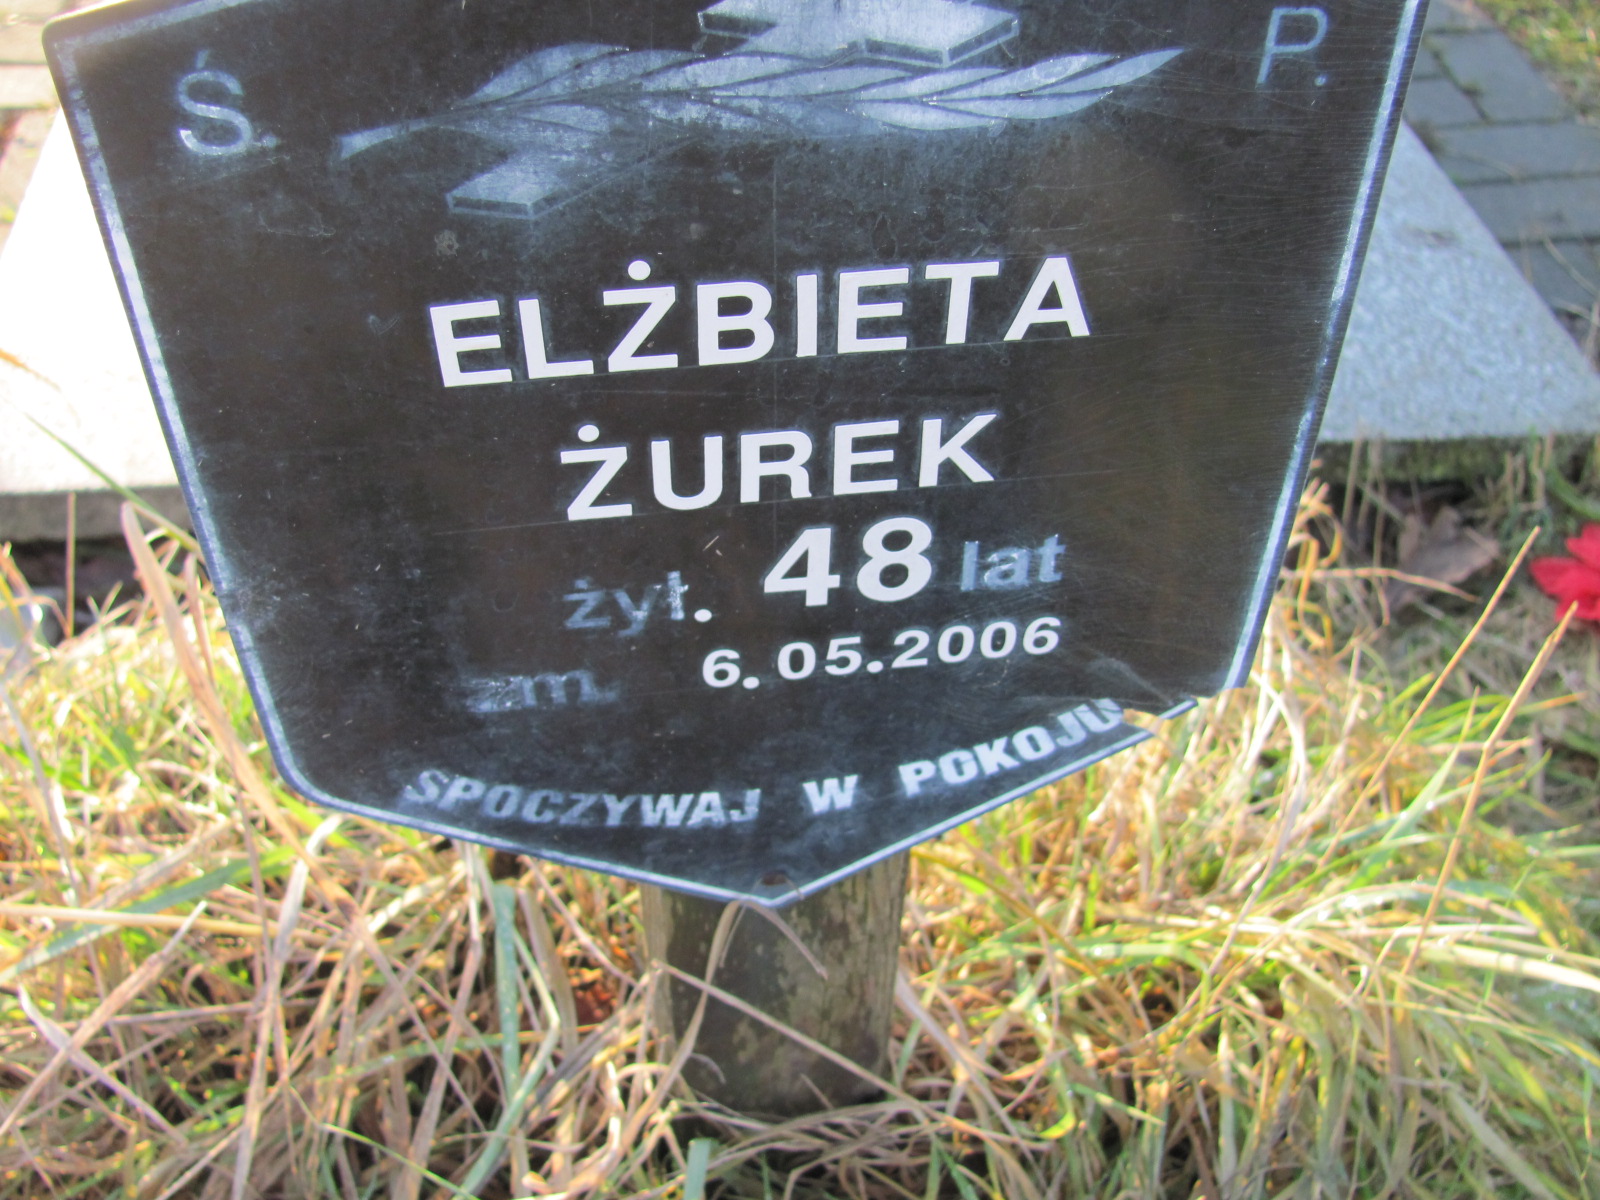 Ś. P.
ELŻBIETA
ŻUREK
żył. 48 lat
zm. 6.05.2006
SPOCZYWAJ W POKOJU